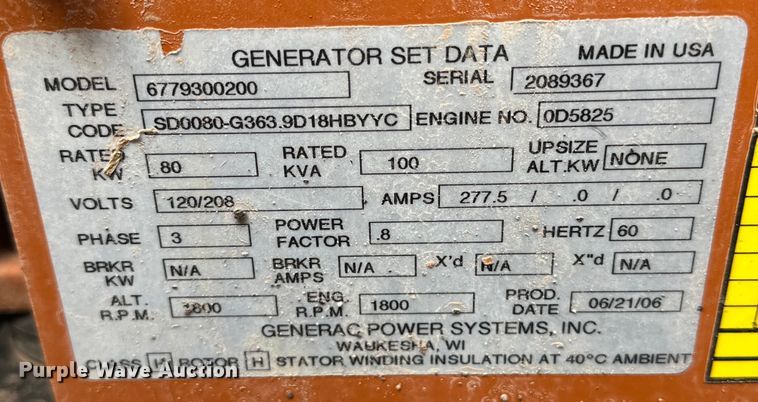 GENERATOR SET DATA MADE IN USA
MODEL 6779300200 SERIAL 2089367
TYPE CODE SD0080-G363.9D18HBYYC ENGINE NO. 0D5825
RATED KW 80 RATED KVA 100 UPSIZE ALT.KW NONE
VOLTS 120/208 AMPS 277.5 / .0 / .0
PHASE 3 POWER FACTOR .8 HERTZ 60
BRKR KW N/A BRKR AMPS N/A X'd N/A X"d N/A
ALT. R.P.M. 1800 ENG. R.P.M. 1800 PROD. DATE 06/21/06
GENERAC POWER SYSTEMS, INC.
WAUKESHA, WI
CLASS H ROTOR H STATOR WINDING INSULATION AT 40°C AMBIENT
Purple Wave Auction